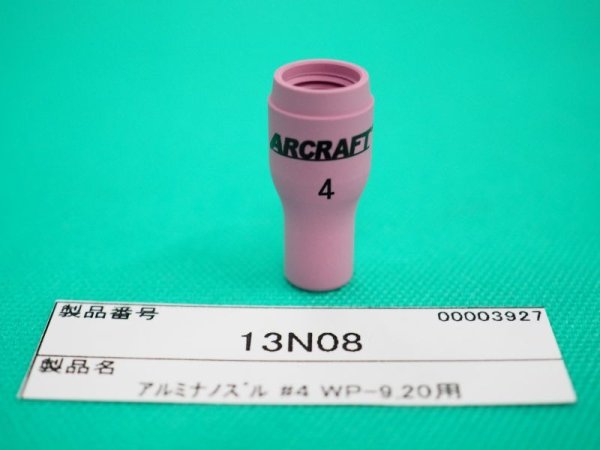 ARCRAFT
4
製品番号 00003927
13N08
製品名
アルミナノズル #4 WP-9,20用